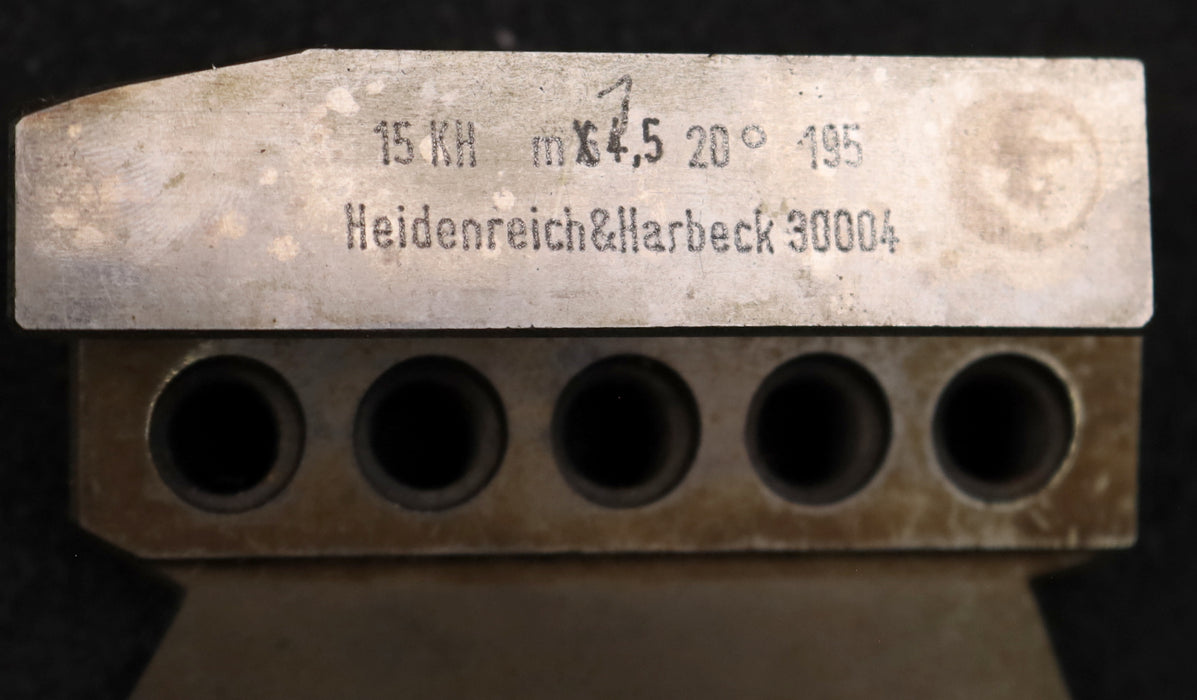 15 KH m 4,5 20° 195
Heidenreich&Harbeck 30004